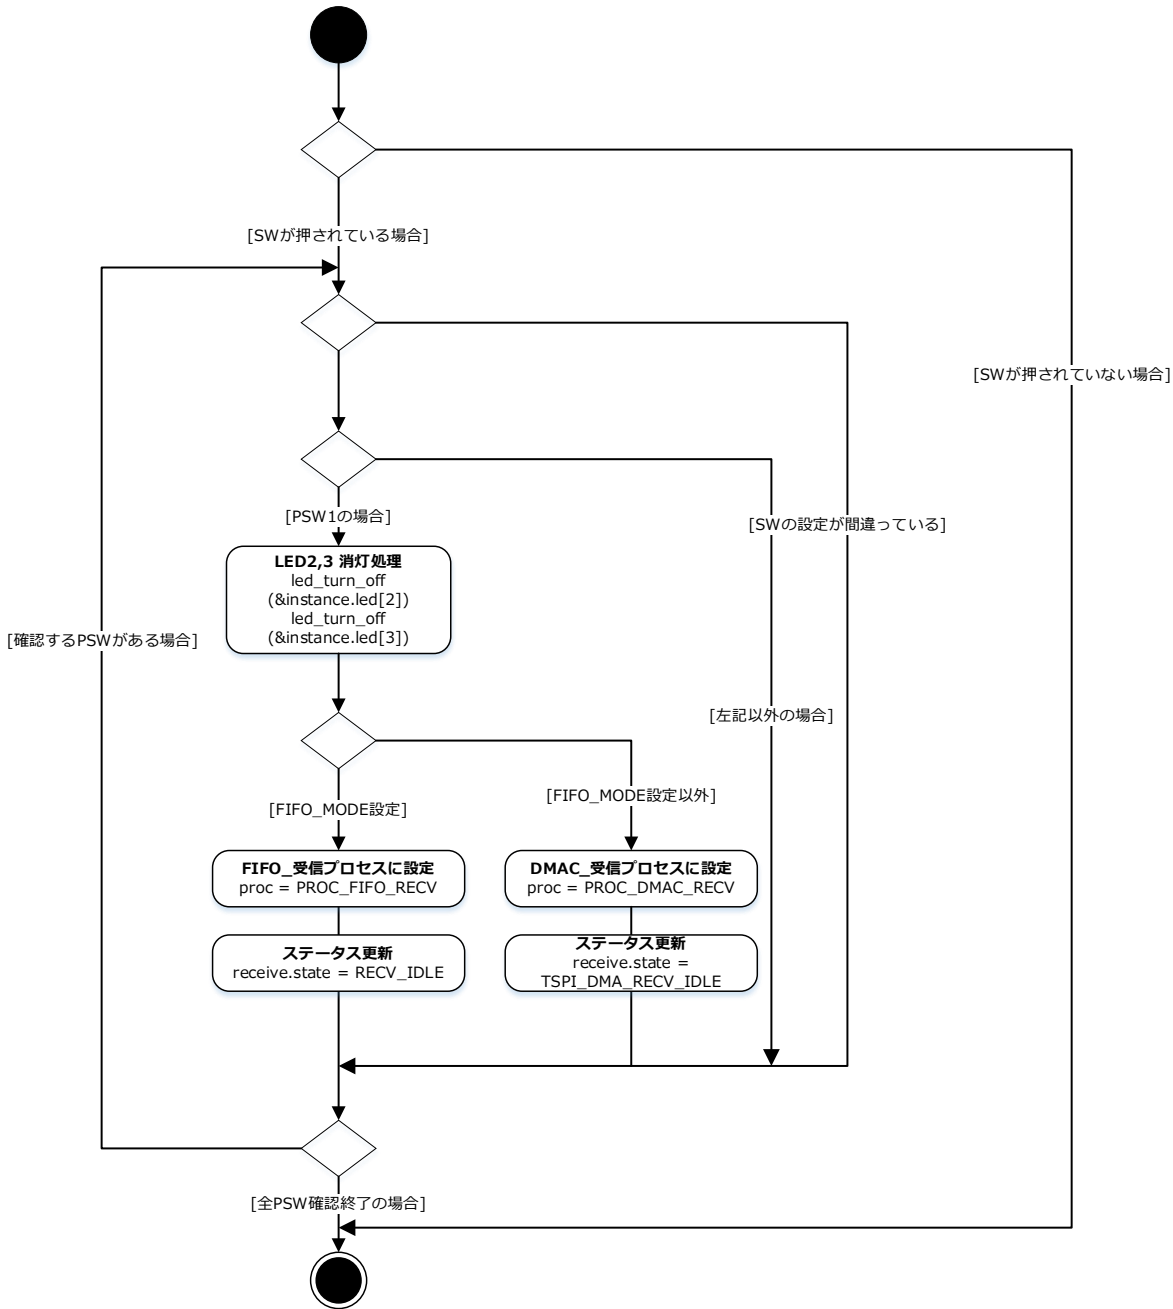 [SWが押されている場合]
[SWが押されていない場合]
[PSW1の場合]
[SWの設定が間違っている]
LED2,3 消灯処理
led_turn_off
(&instance.led[2])
led_turn_off
(&instance.led[3])
[確認するPSWがある場合]
[左記以外の場合]
[FIFO_MODE設定]
[FIFO_MODE設定以外]
FIFO_受信プロセスに設定
proc = PROC_FIFO_RECV
DMAC_受信プロセスに設定
proc = PROC_DMAC_RECV
ステータス更新
receive.state = RECV_IDLE
ステータス更新
receive.state =
TSPI_DMA_RECV_IDLE
[全PSW確認終了の場合]